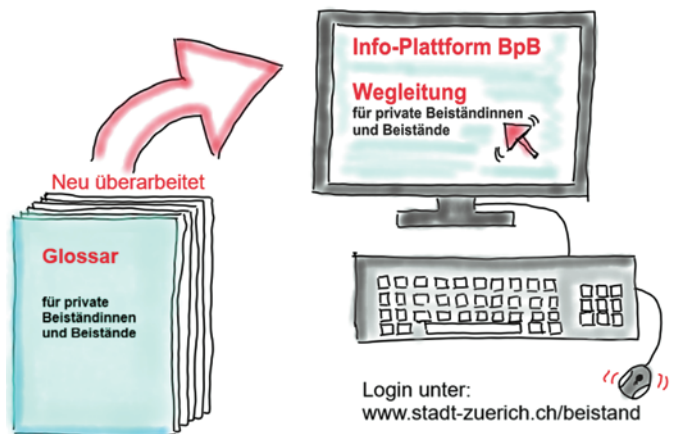 Info-Plattform BpB
Wegleitung
für private Beiständinnen
und Beistände
Neu überarbeitet
Glossar
für private
Beiständinnen
und Beistände
Login unter:
www.stadt-zuerich.ch/beistand